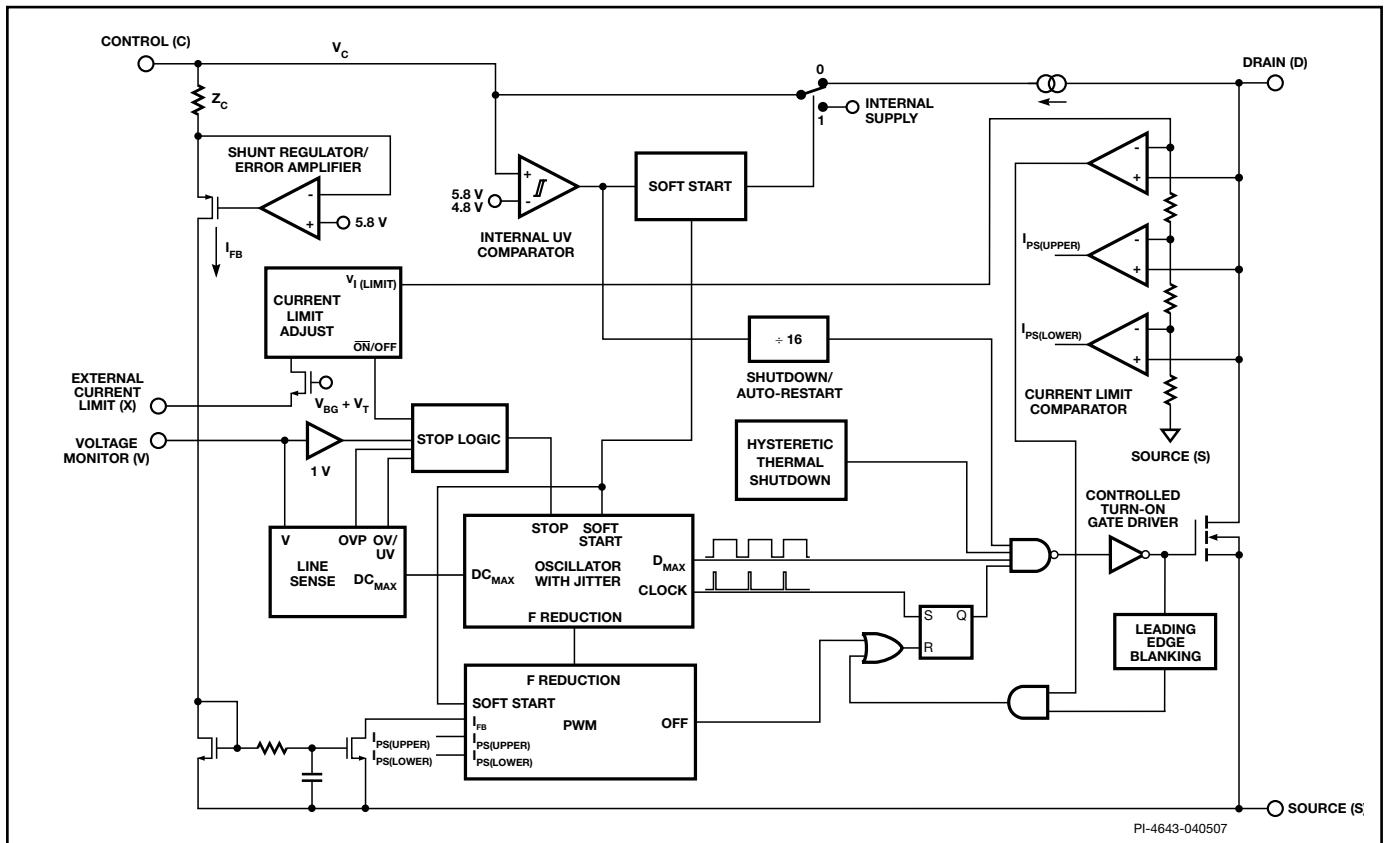 CONTROL (C)
V_C
0
DRAIN (D)
Z_C
1
INTERNAL
SUPPLY
SHUNT REGULATOR/
ERROR AMPLIFIER
-
+
5.8 V
I_FB
+
-
5.8 V
4.8 V
INTERNAL UV
COMPARATOR
SOFT START
-
+
I_PS(UPPER)
-
+
I_PS(LOWER)
-
+
CURRENT LIMIT
COMPARATOR
SOURCE (S)
V_I (LIMIT)
CURRENT
LIMIT
ADJUST
O̅N̅/OFF
÷ 16
SHUTDOWN/
AUTO-RESTART
EXTERNAL
CURRENT
LIMIT (X)
V_BG + V_T
VOLTAGE
MONITOR (V)
1 V
STOP LOGIC
HYSTERETIC
THERMAL
SHUTDOWN
CONTROLLED
TURN-ON
GATE DRIVER
V
OVP
OV/
UV
LINE
SENSE
DC_MAX
STOP
SOFT
START
DC_MAX
OSCILLATOR
WITH JITTER
D_MAX
CLOCK
F REDUCTION
S
Q
R
LEADING
EDGE
BLANKING
F REDUCTION
SOFT START
PWM
OFF
I_FB
I_PS(UPPER)
I_PS(UPPER)
I_PS(LOWER)
I_PS(LOWER)
SOURCE (S)
PI-4643-040507